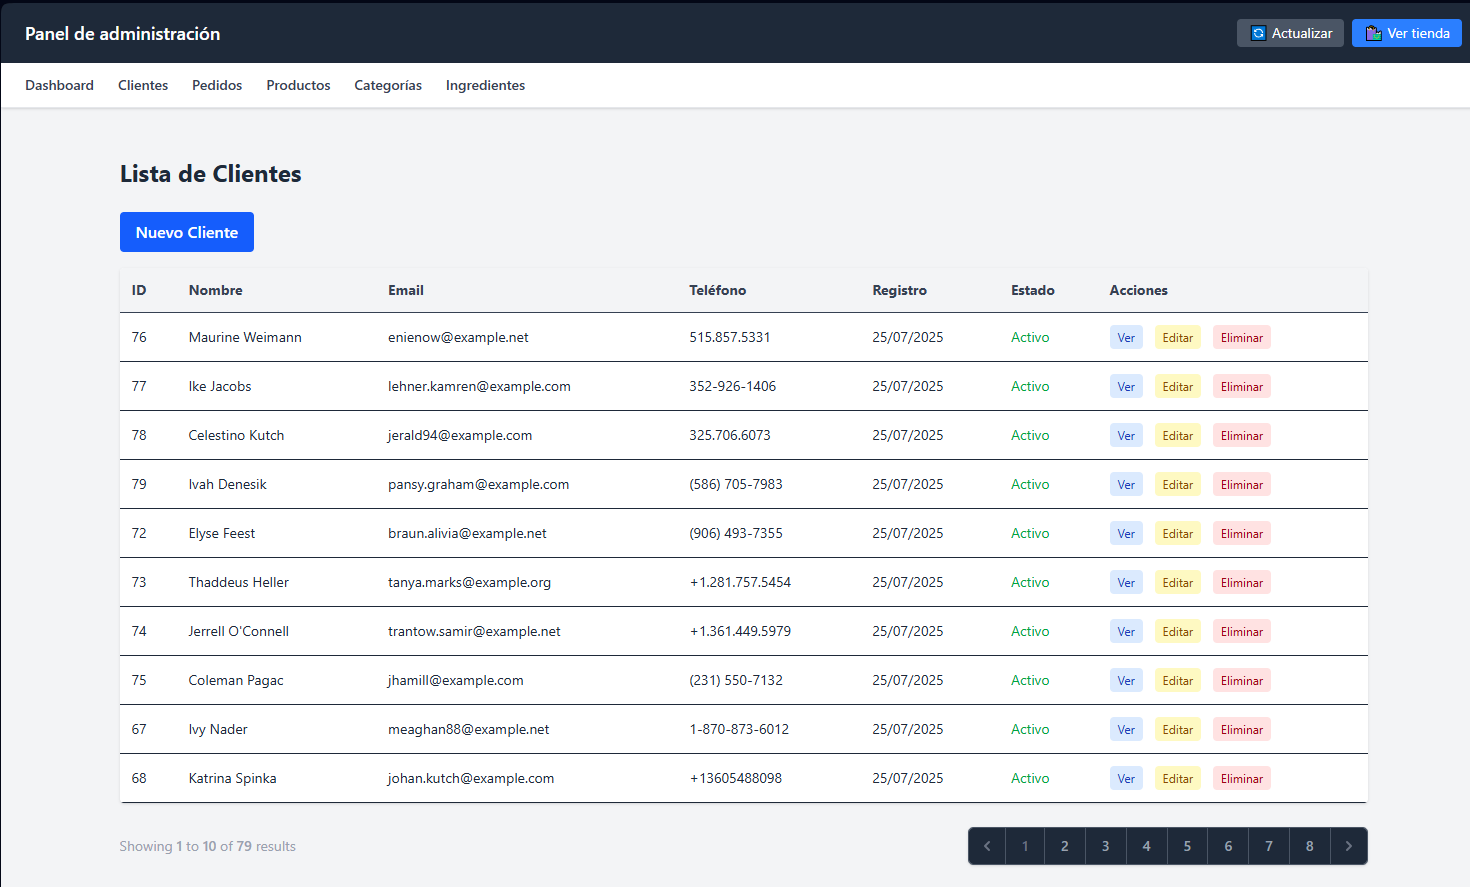 Panel de administración
Actualizar
Ver tienda
Dashboard Clientes Pedidos Productos Categorías Ingredientes
Lista de Clientes
Nuevo Cliente
ID Nombre Email Teléfono Registro Estado Acciones
76 Maurine Weimann enienow@example.net 515.857.5331 25/07/2025 Activo Ver Editar Eliminar
77 Ike Jacobs lehner.kamren@example.com 352-926-1406 25/07/2025 Activo Ver Editar Eliminar
78 Celestino Kutch jerald94@example.com 325.706.6073 25/07/2025 Activo Ver Editar Eliminar
79 Ivah Denesik pansy.graham@example.com (586) 705-7983 25/07/2025 Activo Ver Editar Eliminar
72 Elyse Feest braun.alivia@example.net (906) 493-7355 25/07/2025 Activo Ver Editar Eliminar
73 Thaddeus Heller tanya.marks@example.org +1.281.757.5454 25/07/2025 Activo Ver Editar Eliminar
74 Jerrell O'Connell trantow.samir@example.net +1.361.449.5979 25/07/2025 Activo Ver Editar Eliminar
75 Coleman Pagac jhamill@example.com (231) 550-7132 25/07/2025 Activo Ver Editar Eliminar
67 Ivy Nader meaghan88@example.net 1-870-873-6012 25/07/2025 Activo Ver Editar Eliminar
68 Katrina Spinka johan.kutch@example.com +13605488098 25/07/2025 Activo Ver Editar Eliminar
Showing 1 to 10 of 79 results
1 2 3 4 5 6 7 8